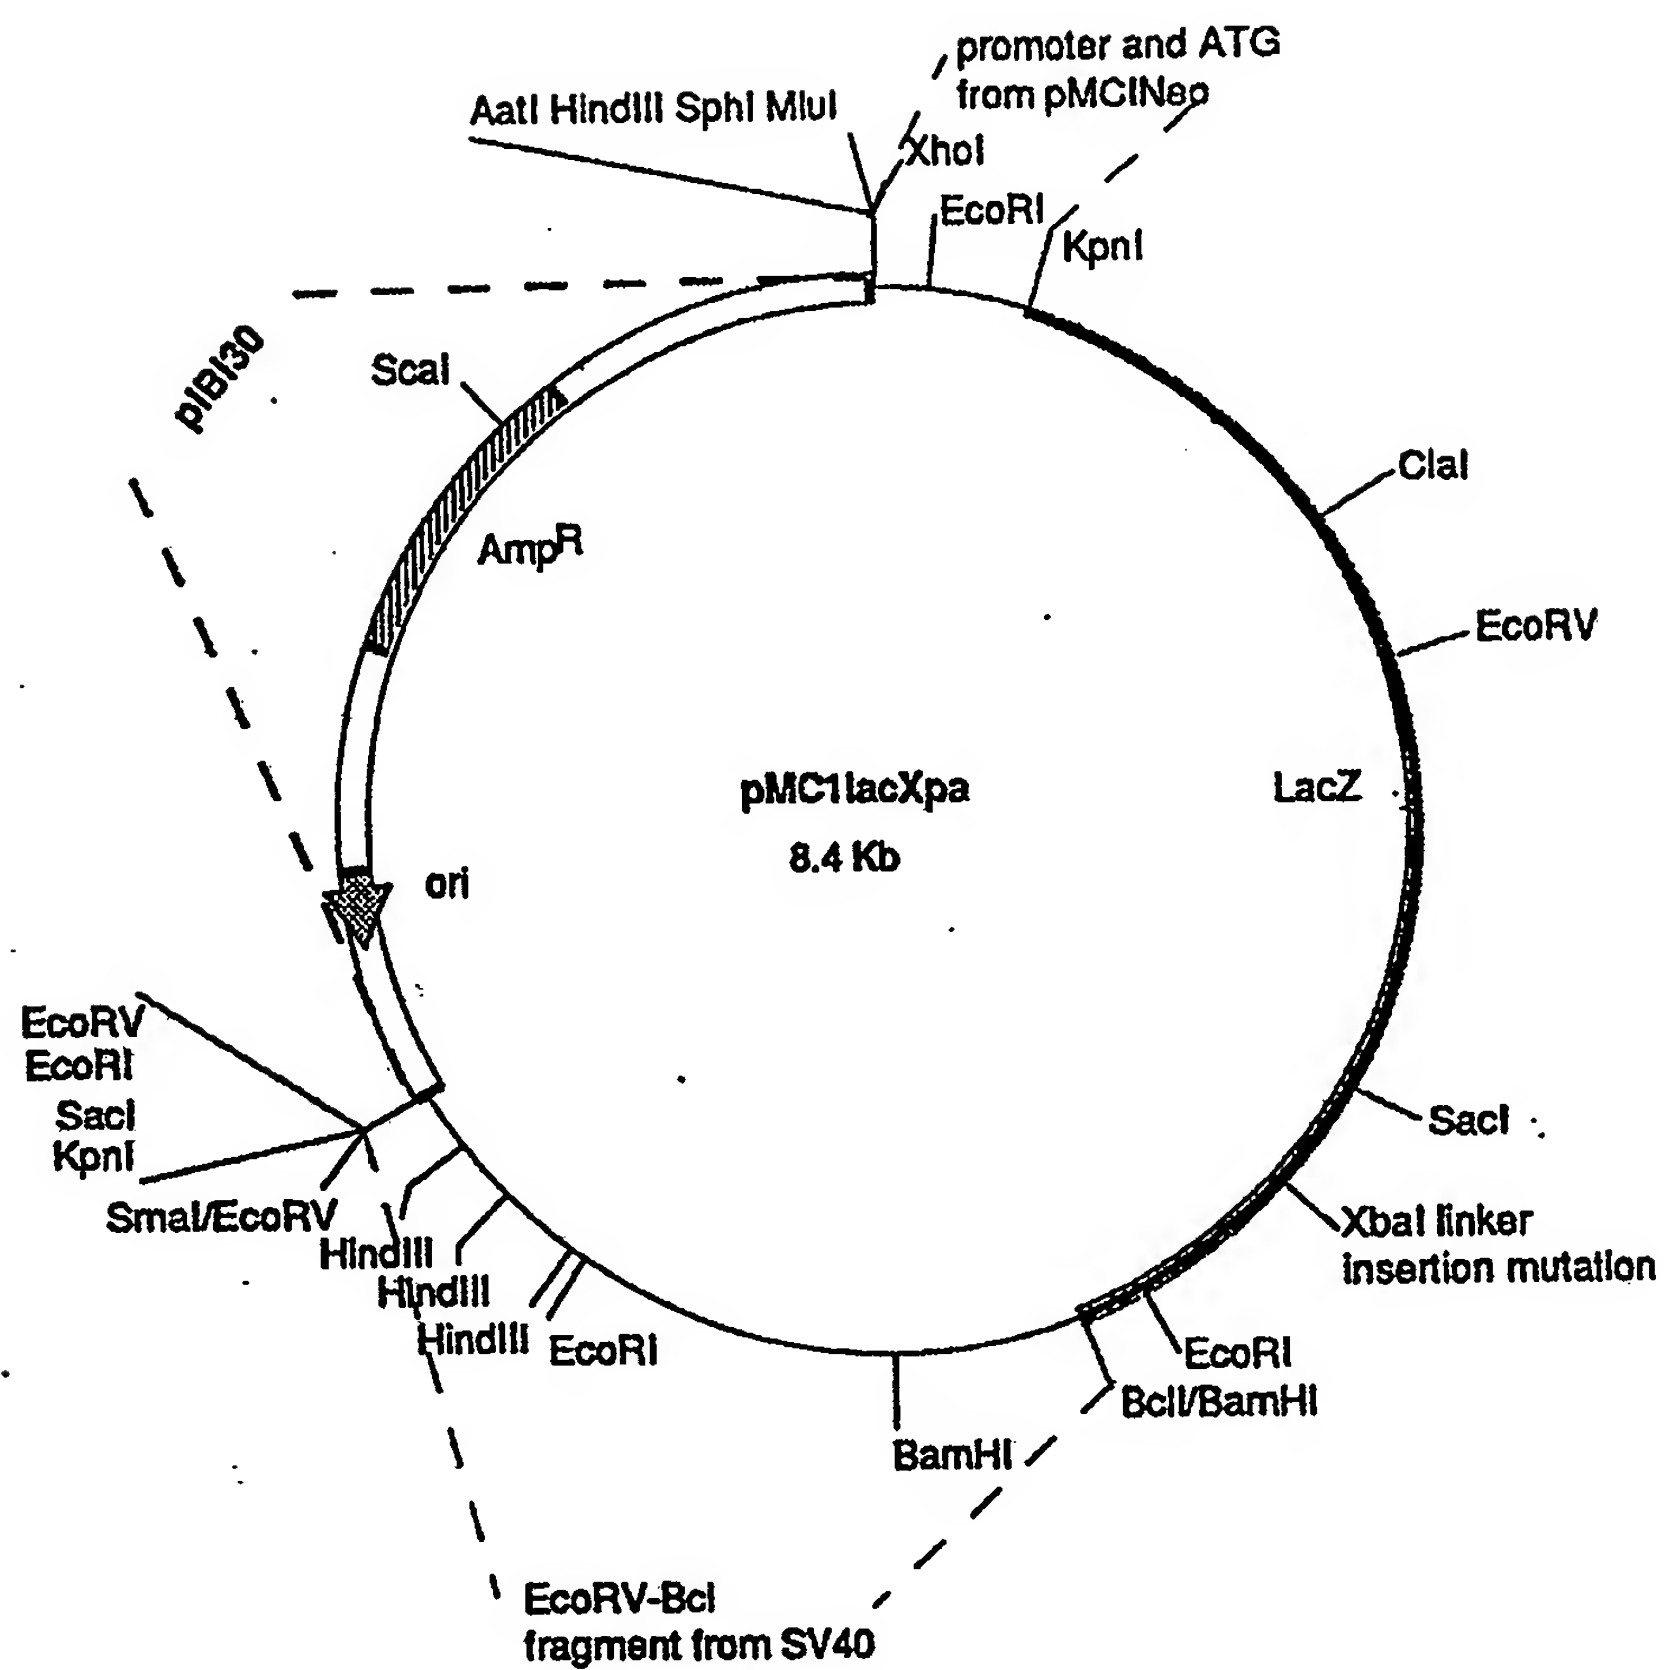 promoter and ATG
from pMCINeo
AatI HindIII SphI MluI
XhoI
EcoRI
KpnI
pIBI30
ScaI
ClaI
AmpR
EcoRV
pMC1lacXpa
8.4 Kb
LacZ
ori
EcoRV
EcoRI
SacI
KpnI
SmaI/EcoRV
HindIII
HindIII
HindIII
EcoRI
SacI
XbaI linker
insertion mutation
EcoRI
BclI/BamHI
BamHI
EcoRV-Bcl
fragment from SV40